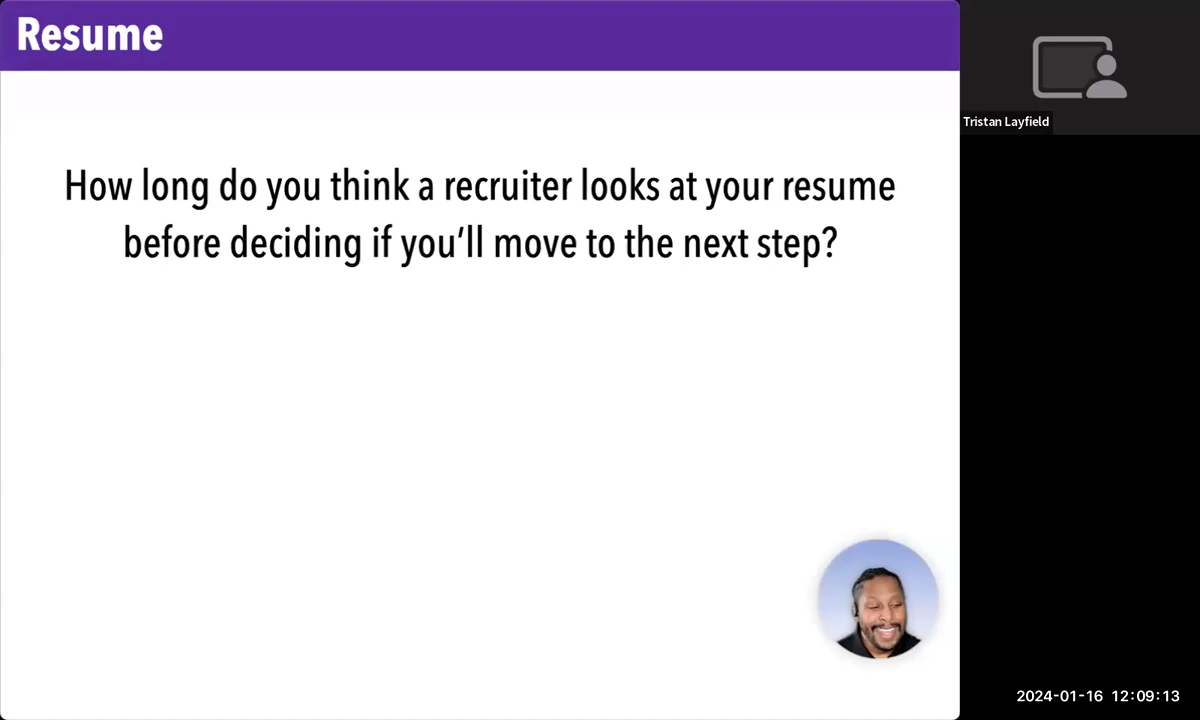 Resume
How long do you think a recruiter looks at your resume
before deciding if you’ll move to the next step?
Tristan Layfield
2024-01-16 12:09:13